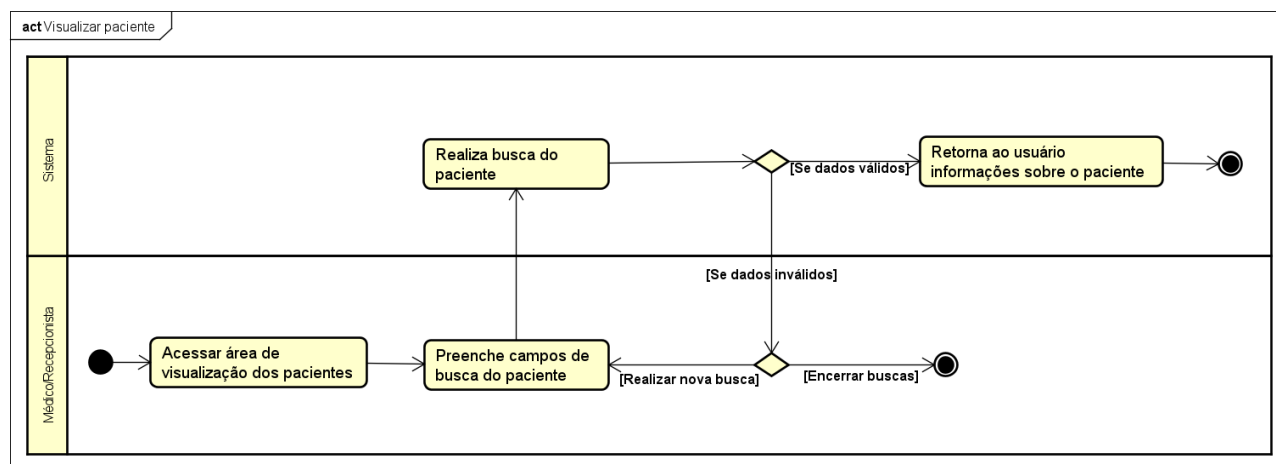 act Visualizar paciente
Sistema
Realiza busca do
paciente
[Se dados válidos]
Retorna ao usuário
informações sobre o paciente
[Se dados inválidos]
Médico/Recepcionista
Acessar área de
visualização dos pacientes
Preenche campos de
busca do paciente
[Realizar nova busca]
[Encerrar buscas]